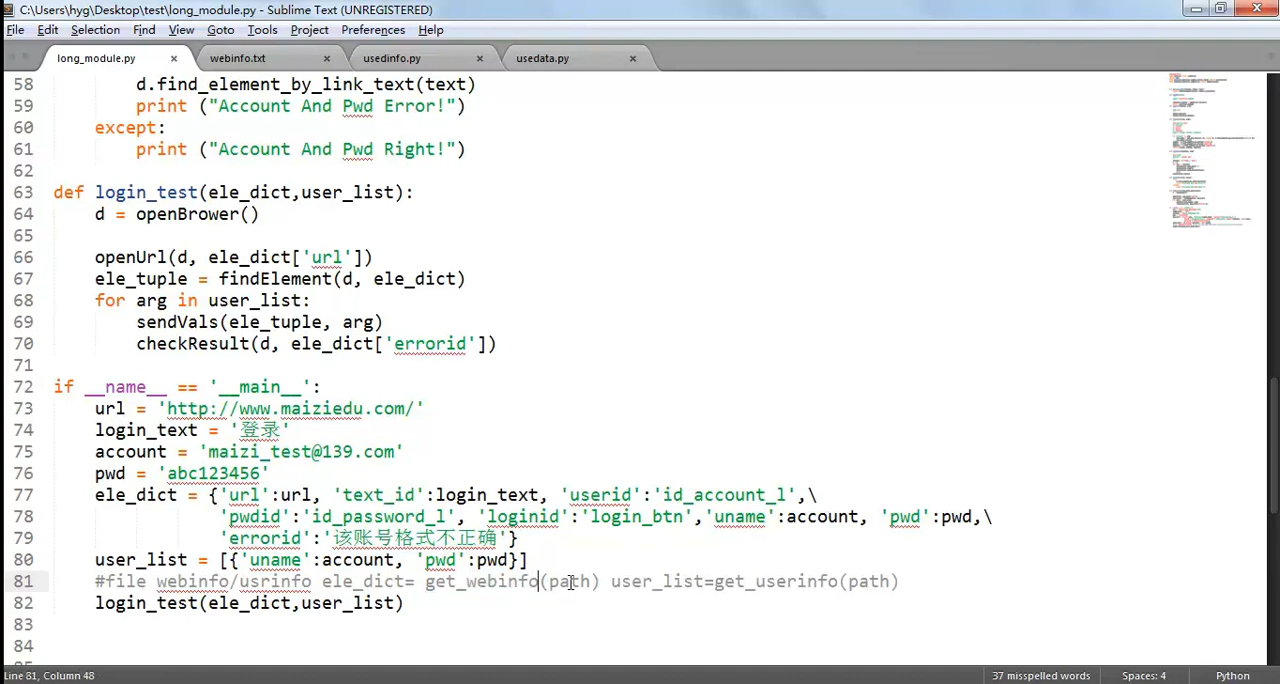 C:\Users\hyg\Desktop\test\long_module.py - Sublime Text (UNREGISTERED)
File Edit Selection Find View Goto Tools Project Preferences Help
long_module.py × webinfo.txt × usedinfo.py × usedata.py ×
58 d.find_element_by_link_text(text)
59 print ("Account And Pwd Error!")
60 except:
61 print ("Account And Pwd Right!")
62
63 def login_test(ele_dict,user_list):
64 d = openBrower()
65
66 openUrl(d, ele_dict['url'])
67 ele_tuple = findElement(d, ele_dict)
68 for arg in user_list:
69 sendVals(ele_tuple, arg)
70 checkResult(d, ele_dict['errorid'])
71
72 if __name__ == '__main__':
73 url = 'http://www.maiziedu.com/'
74 login_text = '登录'
75 account = 'maizi_test@139.com'
76 pwd = 'abc123456'
77 ele_dict = {'url':url, 'text_id':login_text, 'userid':'id_account_l',\
78 'pwdid':'id_password_l', 'loginid':'login_btn','uname':account, 'pwd':pwd,\
79 'errorid':'该账号格式不正确'}
80 user_list = [{'uname':account, 'pwd':pwd}]
81 #file webinfo/usrinfo ele_dict= get_webinfo(path) user_list=get_userinfo(path)
82 login_test(ele_dict,user_list)
83
84
Line 81, Column 48 37 misspelled words Spaces: 4 Python